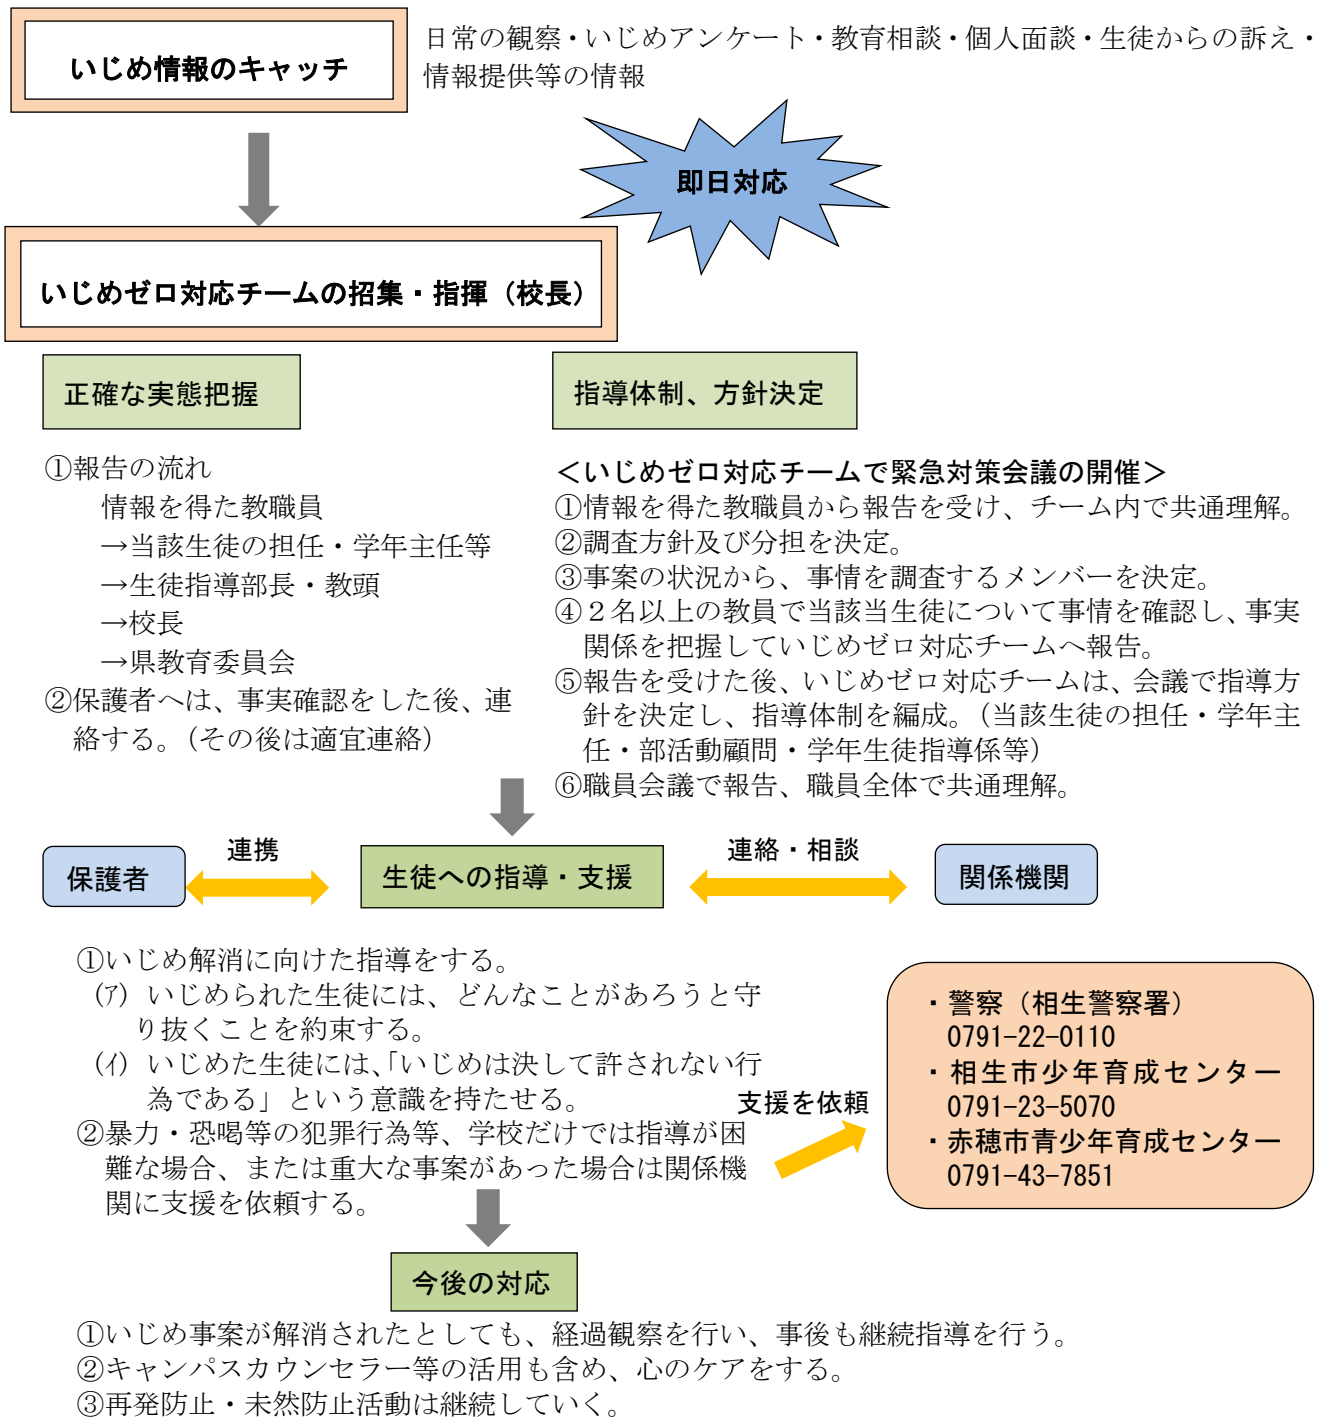 いじめ情報のキャッチ
日常の観察・いじめアンケート・教育相談・個人面談・生徒からの訴え・
情報提供等の情報
即日対応
いじめゼロ対応チームの招集・指揮（校長）
正確な実態把握
①報告の流れ
情報を得た教職員
→当該生徒の担任・学年主任等
→生徒指導部長・教頭
→校長
→県教育委員会
②保護者へは、事実確認をした後、連
絡する。（その後は適宜連絡）
指導体制、方針決定
＜いじめゼロ対応チームで緊急対策会議の開催＞
①情報を得た教職員から報告を受け、チーム内で共通理解。
②調査方針及び分担を決定。
③事案の状況から、事情を調査するメンバーを決定。
④２名以上の教員で当該当生徒について事情を確認し、事実
関係を把握していじめゼロ対応チームへ報告。
⑤報告を受けた後、いじめゼロ対応チームは、会議で指導方
針を決定し、指導体制を編成。（当該生徒の担任・学年主
任・部活動顧問・学年生徒指導係等）
⑥職員会議で報告、職員全体で共通理解。
保護者
連携
生徒への指導・支援
連絡・相談
関係機関
①いじめ解消に向けた指導をする。
(ｱ) いじめられた生徒には、どんなことがあろうと守
り抜くことを約束する。
(ｲ) いじめた生徒には、「いじめは決して許されない行
為である」という意識を持たせる。
②暴力・恐喝等の犯罪行為等、学校だけでは指導が困
難な場合、または重大な事案があった場合は関係機
関に支援を依頼する。
支援を依頼
・警察（相生警察署）
0791-22-0110
・相生市少年育成センター
0791-23-5070
・赤穂市青少年育成センター
0791-43-7851
今後の対応
①いじめ事案が解消されたとしても、経過観察を行い、事後も継続指導を行う。
②キャンパスカウンセラー等の活用も含め、心のケアをする。
③再発防止・未然防止活動は継続していく。